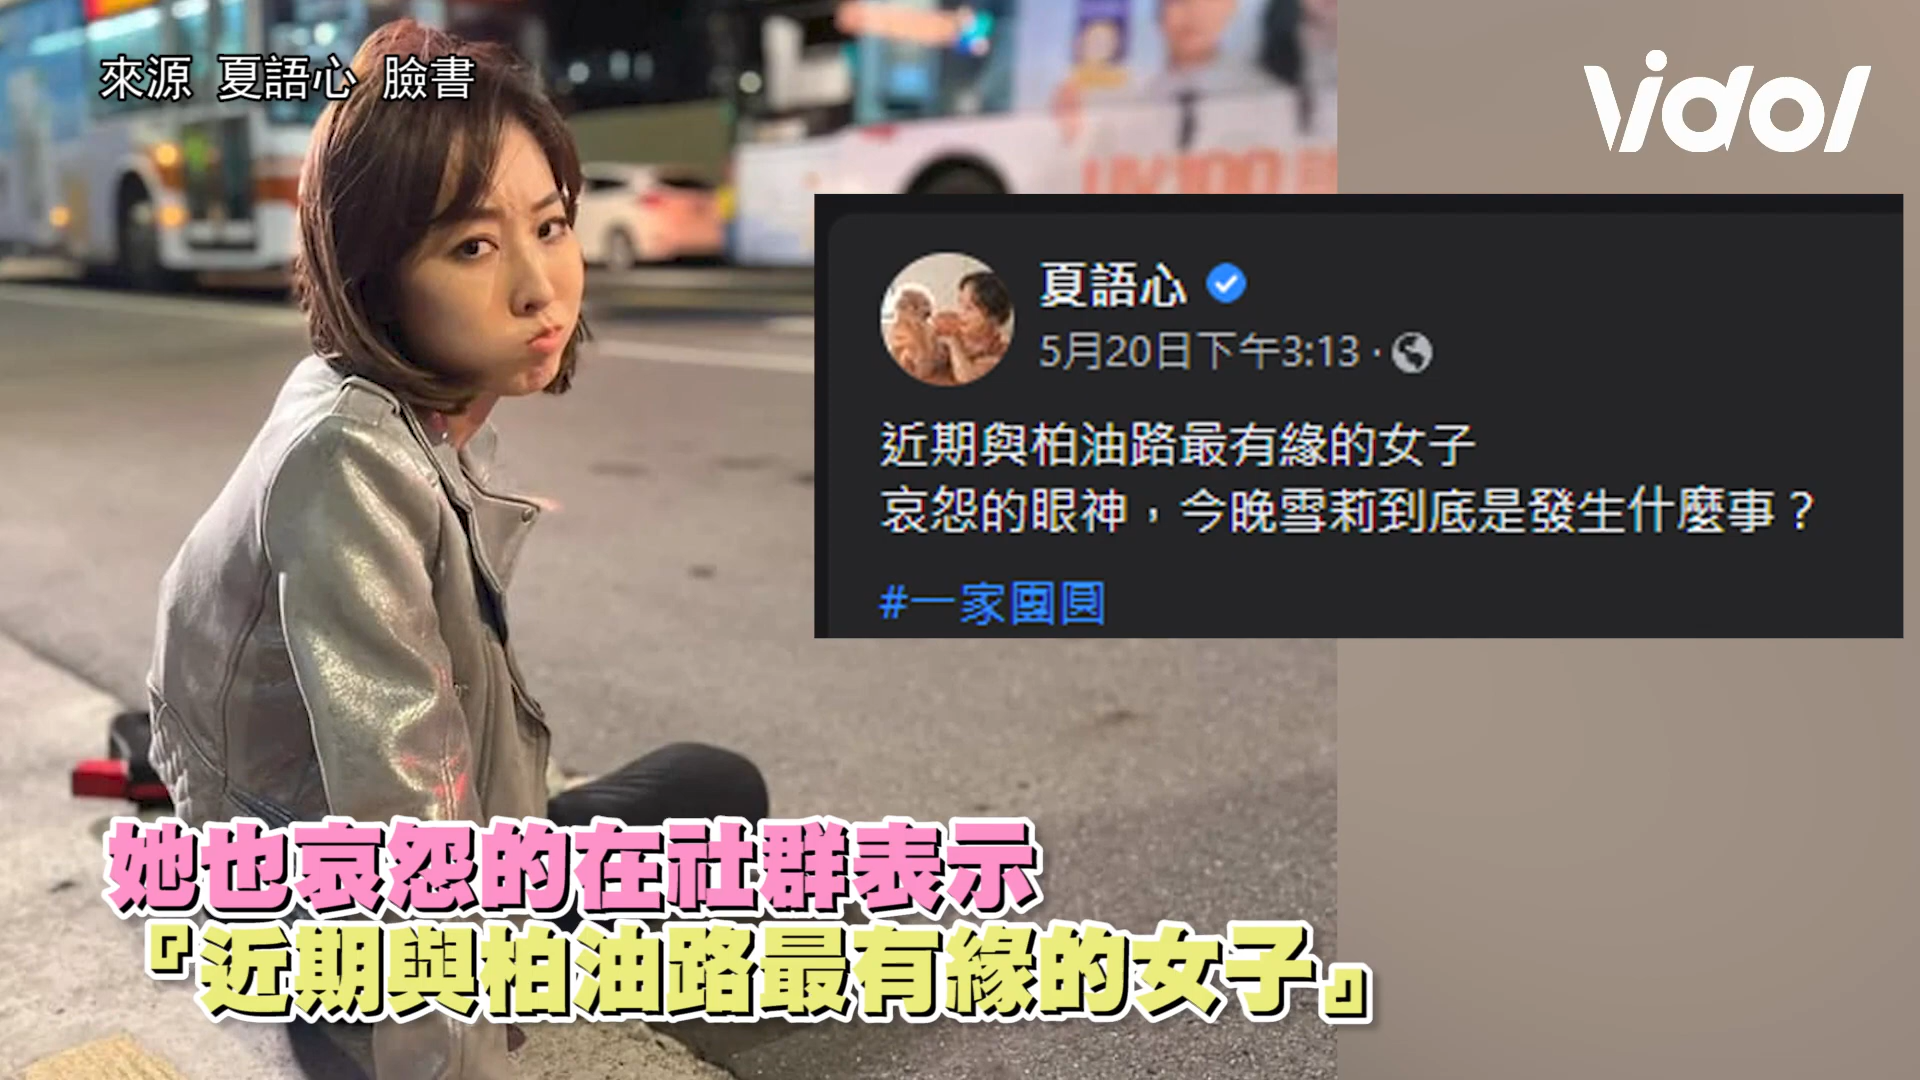 來源 夏語心 臉書
Vidol
夏語心
5月20日下午3:13
近期與柏油路最有緣的女子
哀怨的眼神，今晚雪莉到底是發生什麼事？
#一家團圓
她也哀怨的在社群表示
『近期與柏油路最有緣的女子』